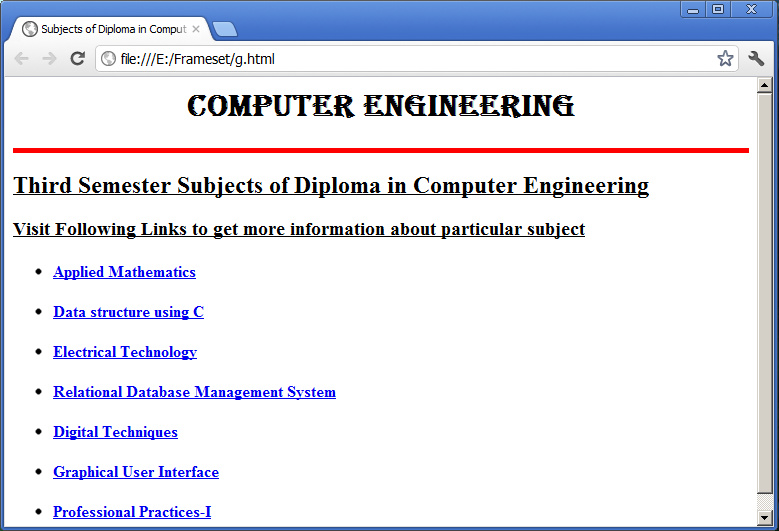 Subjects of Diploma in Comput
file:///E:/Frameset/g.html
COMPUTER ENGINEERING
Third Semester Subjects of Diploma in Computer Engineering
Visit Following Links to get more information about particular subject
Applied Mathematics
Data structure using C
Electrical Technology
Relational Database Management System
Digital Techniques
Graphical User Interface
Professional Practices-I